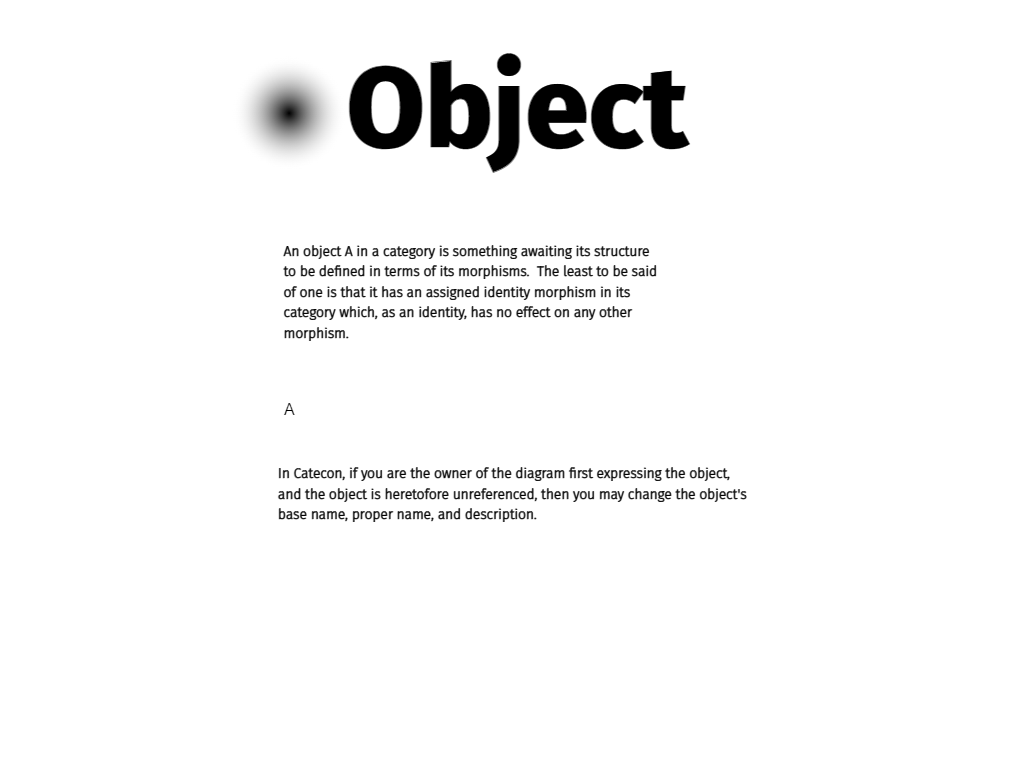 Object
An object A in a category is something awaiting its structure
to be defined in terms of its morphisms.  The least to be said
of one is that it has an assigned identity morphism in its
category which, as an identity, has no effect on any other
morphism.
A
In Catecon, if you are the owner of the diagram first expressing the object,
and the object is heretofore unreferenced, then you may change the object's
base name, proper name, and description.